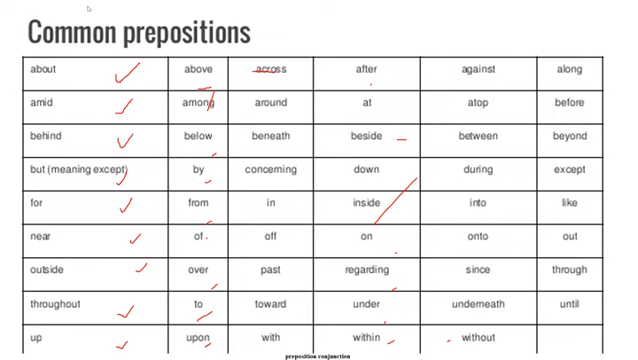 Common prepositions
about above across after against along
amid among around at atop before
behind below beneath beside between beyond
but (meaning except) by concerning down during except
for from in inside into like
near of off on onto out
outside over past regarding since through
throughout to toward under underneath until
up upon with within without
preposition conjunction